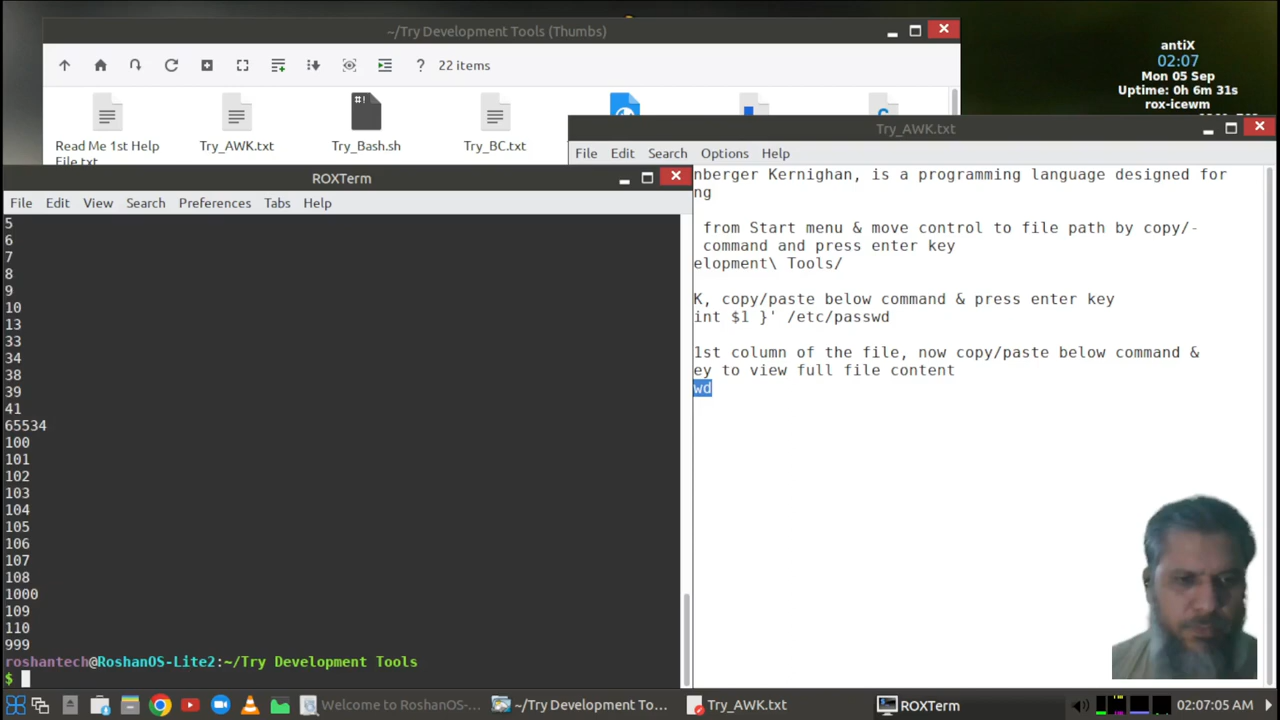 ~/Try Development Tools (Thumbs)
? 22 items
Read Me 1st Help
File.txt
Try_AWK.txt
Try_Bash.sh
Try_BC.txt
antiX
02:07
Mon 05 Sep
Uptime: 0h 6m 31s
rox-icewm
Try_AWK.txt
File Edit Search Options Help
nberger Kernighan, is a programming language designed for
ng
from Start menu & move control to file path by copy/-
command and press enter key
elopment\ Tools/
K, copy/paste below command & press enter key
int $1 }' /etc/passwd
1st column of the file, now copy/paste below command &
ey to view full file content
wd
ROXTerm
File Edit View Search Preferences Tabs Help
5
6
7
8
9
10
13
33
34
38
39
41
65534
100
101
102
103
104
105
106
107
108
1000
109
110
999
roshantech@RoshanOS-Lite2:~/Try Development Tools
$
Welcome to RoshanOS-...
~/Try Development To...
Try_AWK.txt
ROXTerm
02:07:05 AM